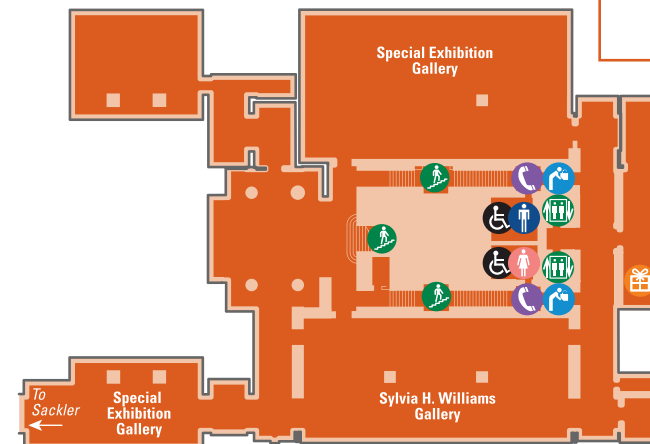 Special Exhibition
Gallery
To
Sackler
Special
Exhibition
Gallery
Sylvia H. Williams
Gallery